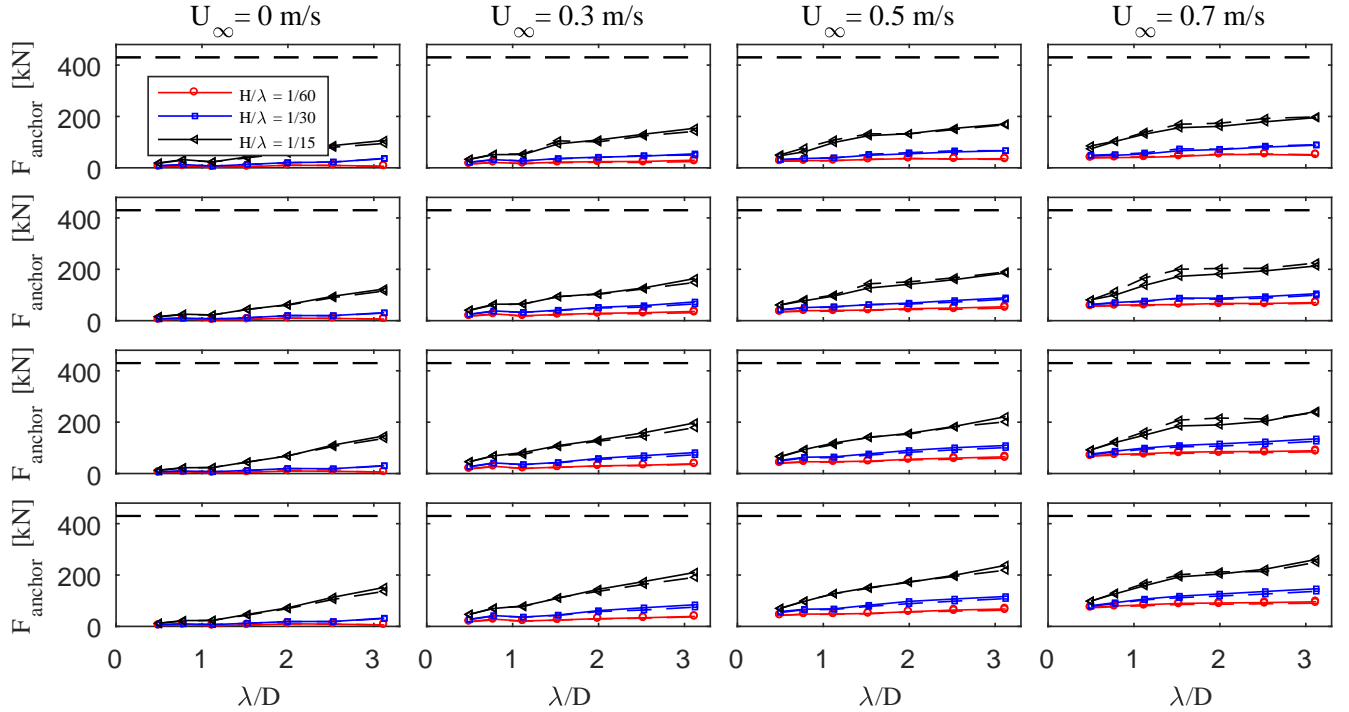 U∞= 0 m/s
U∞= 0.3 m/s
U∞= 0.5 m/s
U∞= 0.7 m/s
F anchor [kN]
400
200
0
H/λ = 1/60
H/λ = 1/30
H/λ = 1/15
F anchor [kN]
400
200
0
F anchor [kN]
400
200
0
F anchor [kN]
400
200
0
0 1 2 3
0 1 2 3
0 1 2 3
0 1 2 3
λ/D
λ/D
λ/D
λ/D